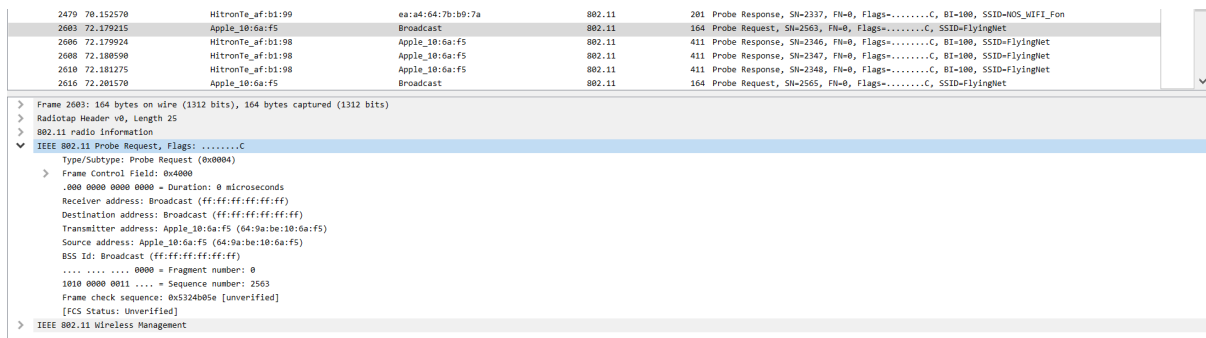 2479 70.152570 HitronTe_af:b1:99 ea:a4:64:7b:b9:7a 802.11 201 Probe Response, SN=2337, FN=0, Flags=........C, BI=100, SSID=NOS_WIFI_Fon
2603 72.179215 Apple_10:6a:f5 Broadcast 802.11 164 Probe Request, SN=2563, FN=0, Flags=........C, SSID=FlyingNet
2606 72.179924 HitronTe_af:b1:98 Apple_10:6a:f5 802.11 411 Probe Response, SN=2346, FN=0, Flags=........C, BI=100, SSID=FlyingNet
2608 72.180590 HitronTe_af:b1:98 Apple_10:6a:f5 802.11 411 Probe Response, SN=2347, FN=0, Flags=........C, BI=100, SSID=FlyingNet
2610 72.181275 HitronTe_af:b1:98 Apple_10:6a:f5 802.11 411 Probe Response, SN=2348, FN=0, Flags=........C, BI=100, SSID=FlyingNet
2616 72.201570 Apple_10:6a:f5 Broadcast 802.11 164 Probe Request, SN=2565, FN=0, Flags=........C, SSID=FlyingNet
Frame 2603: 164 bytes on wire (1312 bits), 164 bytes captured (1312 bits)
Radiotap Header v0, Length 25
802.11 radio information
IEEE 802.11 Probe Request, Flags: ........C
Type/Subtype: Probe Request (0x0004)
Frame Control Field: 0x4000
.000 0000 0000 0000 = Duration: 0 microseconds
Receiver address: Broadcast (ff:ff:ff:ff:ff:ff)
Destination address: Broadcast (ff:ff:ff:ff:ff:ff)
Transmitter address: Apple_10:6a:f5 (64:9a:be:10:6a:f5)
Source address: Apple_10:6a:f5 (64:9a:be:10:6a:f5)
BSS Id: Broadcast (ff:ff:ff:ff:ff:ff)
.... .... .... 0000 = Fragment number: 0
1010 0000 0011 .... = Sequence number: 2563
Frame check sequence: 0x5324b05e [unverified]
[FCS Status: Unverified]
IEEE 802.11 Wireless Management